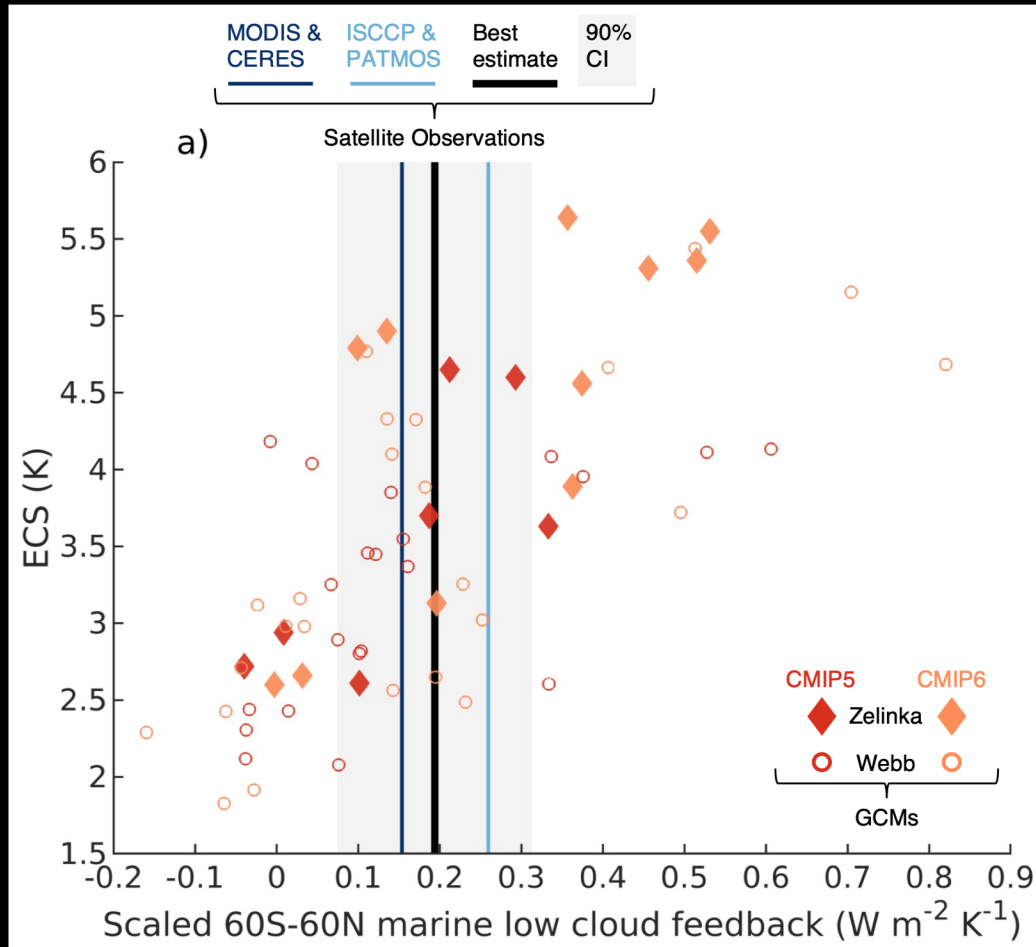 MODIS & CERES
ISCCP & PATMOS
Best estimate
90% CI
Satellite Observations
a)
6
5.5
5
4.5
4
3.5
3
2.5
2
1.5
ECS (K)
CMIP5 CMIP6
Zelinka
Webb
GCMs
-0.2 -0.1 0 0.1 0.2 0.3 0.4 0.5 0.6 0.7 0.8 0.9
Scaled 60S-60N marine low cloud feedback (W m⁻² K⁻¹)